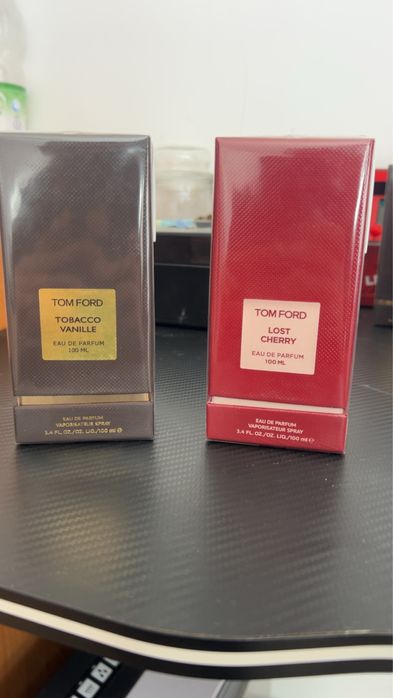 TOM FORD
TOBACCO
VANILLE
EAU DE PARFUM
100 ML
EAU DE PARFUM
VAPORISATEUR SPRAY
3.4 FL. OZ./OZ. LIQ./100 ml ℮
TOM FORD
LOST
CHERRY
EAU DE PARFUM
100 ML
EAU DE PARFUM
VAPORISATEUR SPRAY
3.4 FL. OZ./OZ. LIQ./100 ml ℮